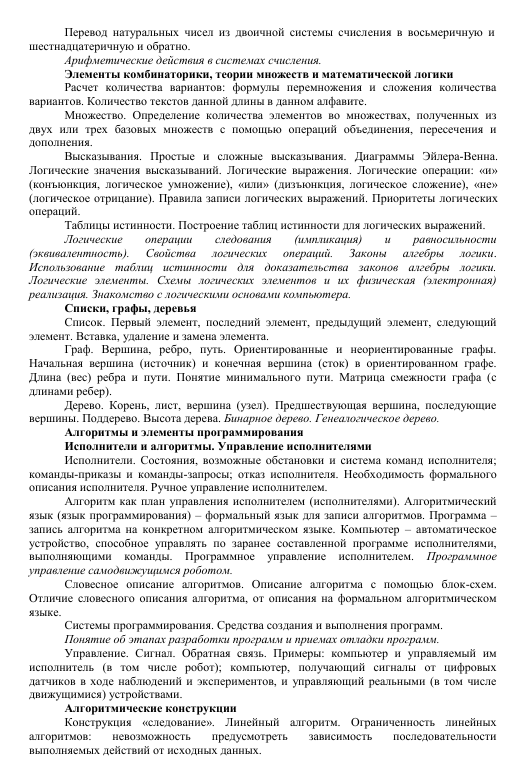 Перевод натуральных чисел из двоичной системы счисления в восьмеричную и
шестнадцатеричную и обратно.
Арифметические действия в системах счисления.
Элементы комбинаторики, теории множеств и математической логики
Расчет количества вариантов: формулы перемножения и сложения количества
вариантов. Количество текстов данной длины в данном алфавите.
Множество. Определение количества элементов во множествах, полученных из
двух или трех базовых множеств с помощью операций объединения, пересечения и
дополнения.
Высказывания. Простые и сложные высказывания. Диаграммы Эйлера-Венна.
Логические значения высказываний. Логические выражения. Логические операции: «и»
(конъюнкция, логическое умножение), «или» (дизъюнкция, логическое сложение), «не»
(логическое отрицание). Правила записи логических выражений. Приоритеты логических
операций.
Таблицы истинности. Построение таблиц истинности для логических выражений.
Логические операции следования (импликация) и равносильности
(эквивалентность). Свойства логических операций. Законы алгебры логики.
Использование таблиц истинности для доказательства законов алгебры логики.
Логические элементы. Схемы логических элементов и их физическая (электронная)
реализация. Знакомство с логическими основами компьютера.
Списки, графы, деревья
Список. Первый элемент, последний элемент, предыдущий элемент, следующий
элемент. Вставка, удаление и замена элемента.
Граф. Вершина, ребро, путь. Ориентированные и неориентированные графы.
Начальная вершина (источник) и конечная вершина (сток) в ориентированном графе.
Длина (вес) ребра и пути. Понятие минимального пути. Матрица смежности графа (с
длинами ребер).
Дерево. Корень, лист, вершина (узел). Предшествующая вершина, последующие
вершины. Поддерево. Высота дерева. Бинарное дерево. Генеалогическое дерево.
Алгоритмы и элементы программирования
Исполнители и алгоритмы. Управление исполнителями
Исполнители. Состояния, возможные обстановки и система команд исполнителя;
команды-приказы и команды-запросы; отказ исполнителя. Необходимость формального
описания исполнителя. Ручное управление исполнителем.
Алгоритм как план управления исполнителем (исполнителями). Алгоритмический
язык (язык программирования) – формальный язык для записи алгоритмов. Программа –
запись алгоритма на конкретном алгоритмическом языке. Компьютер – автоматическое
устройство, способное управлять по заранее составленной программе исполнителями,
выполняющими команды. Программное управление исполнителем. Программное
управление самодвижущимся роботом.
Словесное описание алгоритмов. Описание алгоритма с помощью блок-схем.
Отличие словесного описания алгоритма, от описания на формальном алгоритмическом
языке.
Системы программирования. Средства создания и выполнения программ.
Понятие об этапах разработки программ и приемах отладки программ.
Управление. Сигнал. Обратная связь. Примеры: компьютер и управляемый им
исполнитель (в том числе робот); компьютер, получающий сигналы от цифровых
датчиков в ходе наблюдений и экспериментов, и управляющий реальными (в том числе
движущимися) устройствами.
Алгоритмические конструкции
Конструкция «следование». Линейный алгоритм. Ограниченность линейных
алгоритмов: невозможность предусмотреть зависимость последовательности
выполняемых действий от исходных данных.